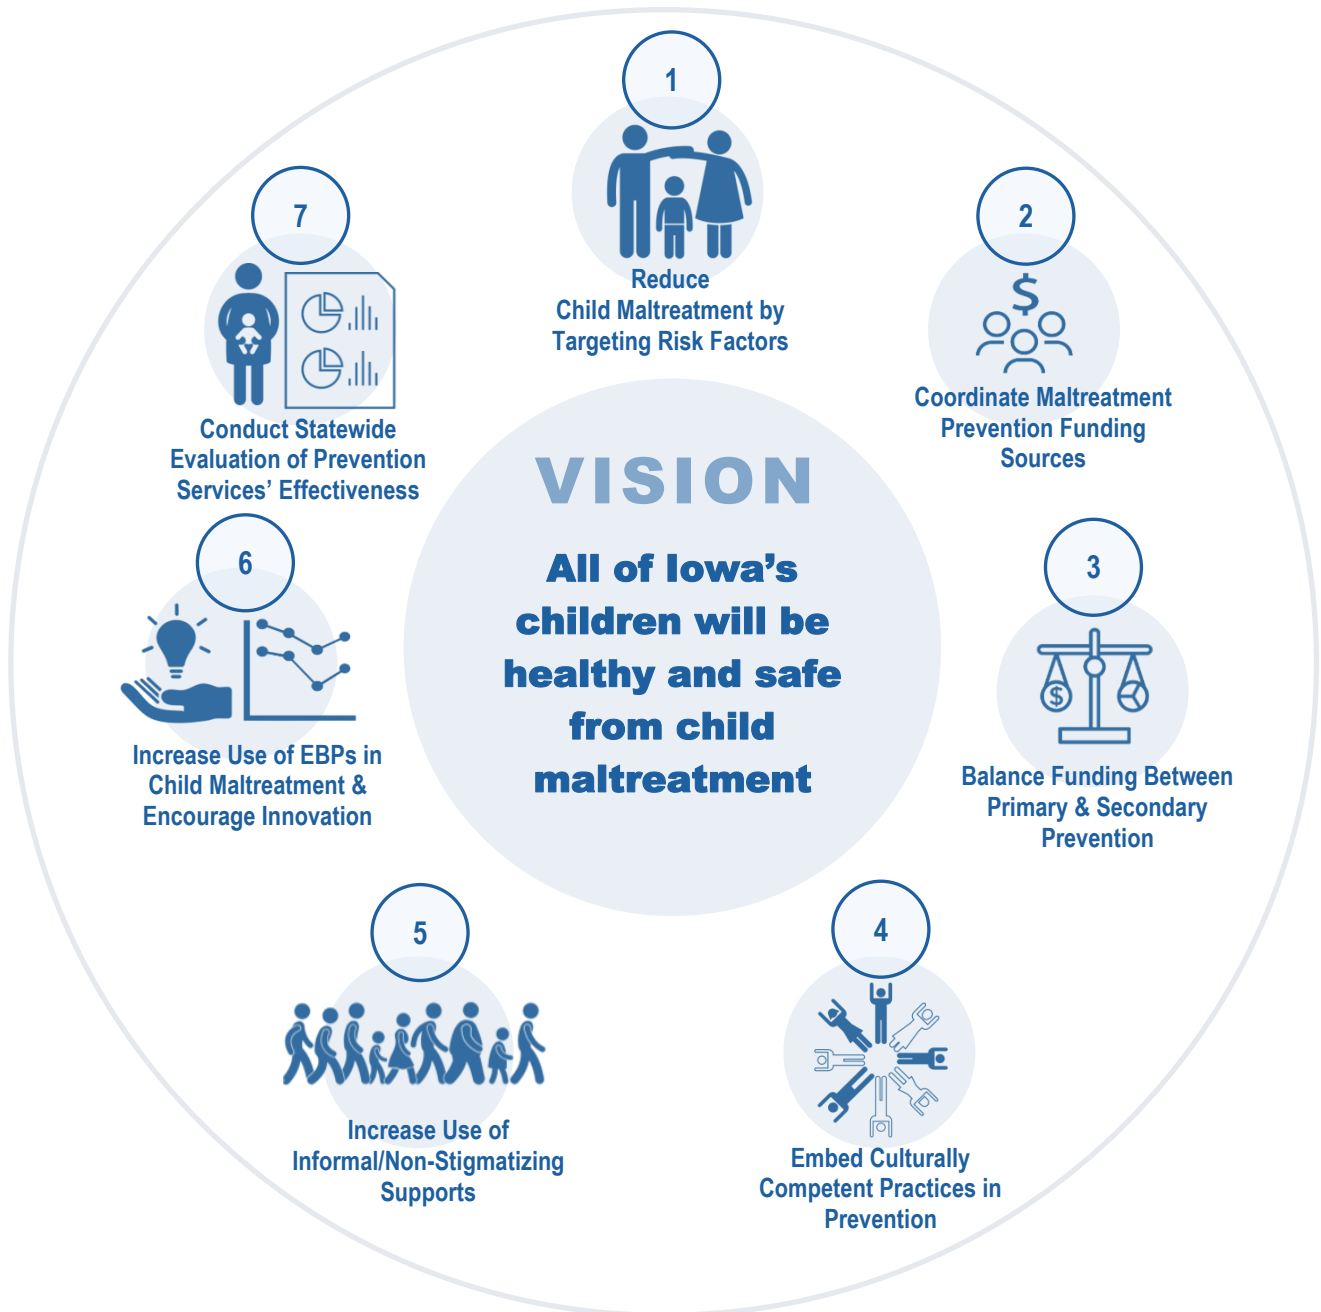 1
Reduce
Child Maltreatment by
Targeting Risk Factors
2
$
Coordinate Maltreatment
Prevention Funding
Sources
3
$
Balance Funding Between
Primary & Secondary
Prevention
4
Embed Culturally
Competent Practices in
Prevention
5
Increase Use of
Informal/Non-Stigmatizing
Supports
6
Increase Use of EBPs in
Child Maltreatment &
Encourage Innovation
7
Conduct Statewide
Evaluation of Prevention
Services’ Effectiveness
VISION
All of Iowa’s
children will be
healthy and safe
from child
maltreatment